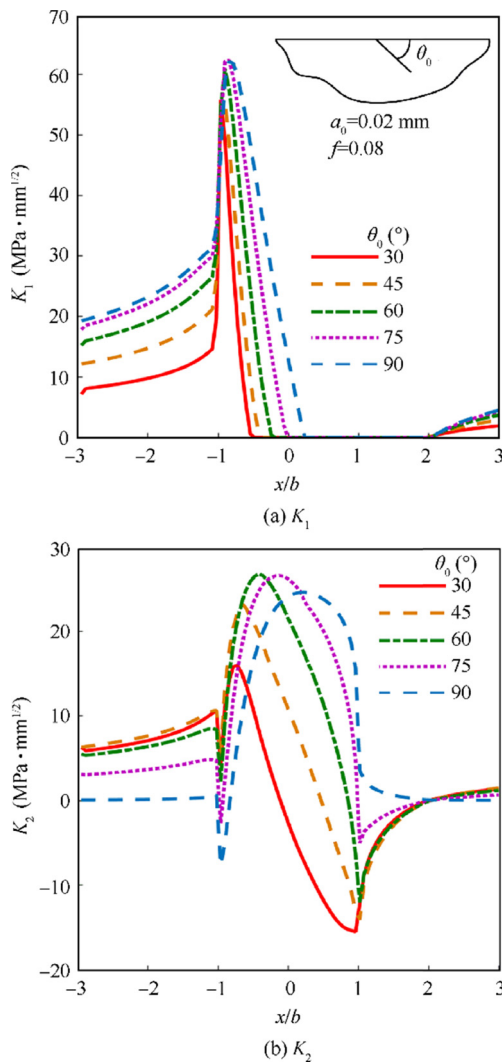 70
60
50
40
30
20
10
0
K₁ (MPa · mm¹/²)
θ₀
a₀=0.02 mm
f=0.08
θ₀ (°)
30
45
60
75
90
−3 −2 −1 0 1 2 3
x/b
(a) K₁
30
20
10
0
−10
−20
K₂ (MPa · mm¹/²)
θ₀ (°)
30
45
60
75
90
−3 −2 −1 0 1 2 3
x/b
(b) K₂